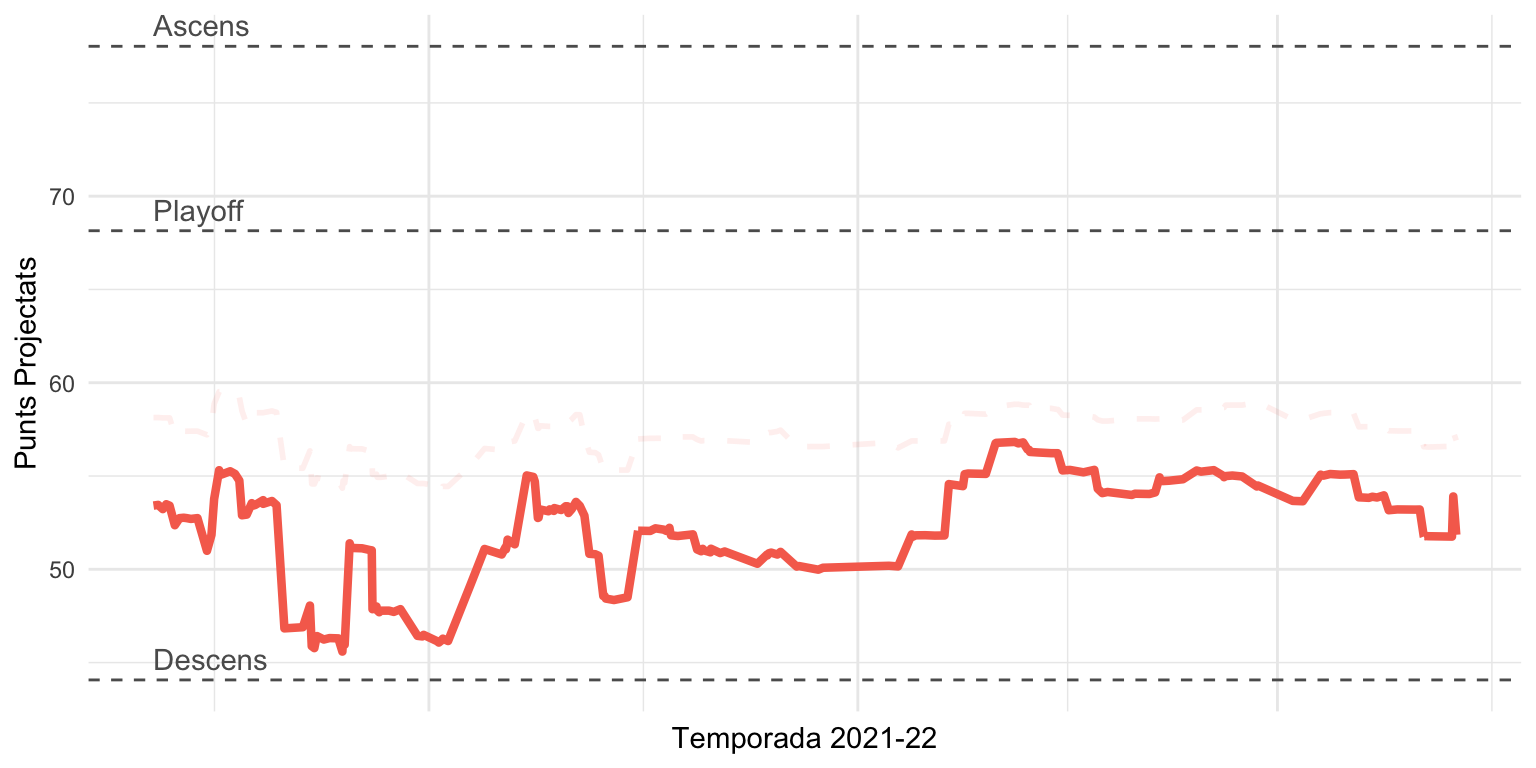 Ascens
70
Playoff
Punts Projectats
60
50
Descens
Temporada 2021-22